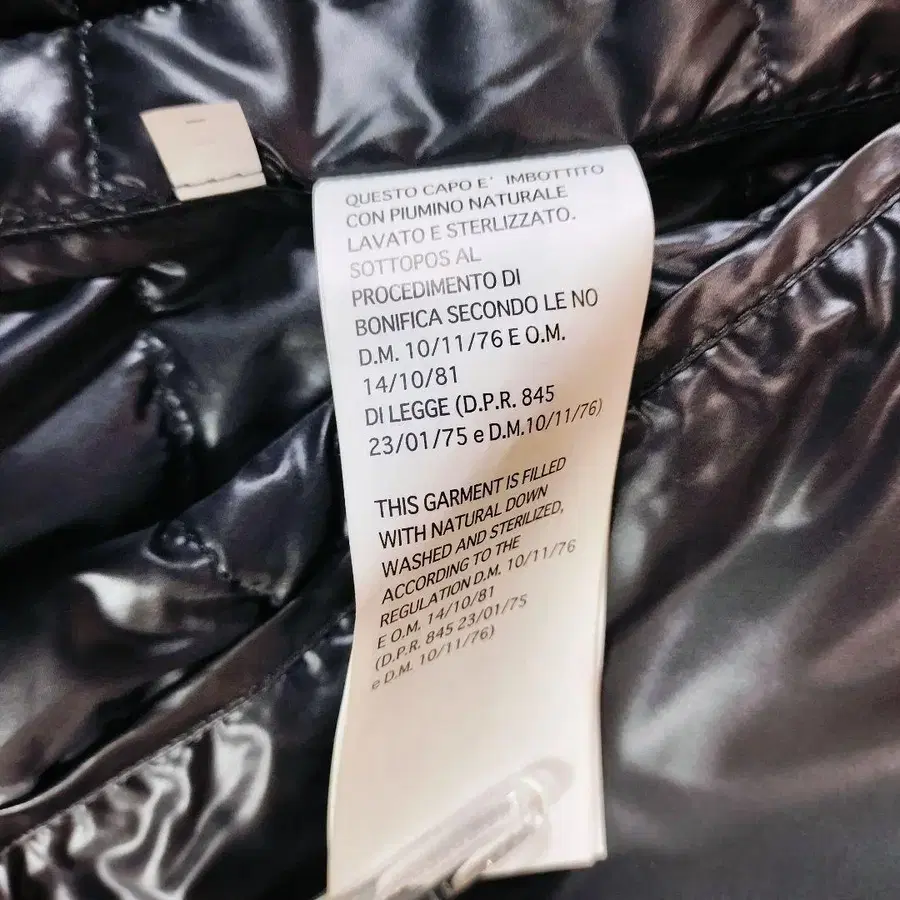 QUESTO CAPO E' IMBOTTITO
CON PIUMINO NATURALE
LAVATO E STERLIZZATO.
SOTTOPOS AL
PROCEDIMENTO DI
BONIFICA SECONDO LE NO
D.M. 10/11/76 E O.M.
14/10/81
DI LEGGE (D.P.R. 845
23/01/75 e D.M.10/11/76)
THIS GARMENT IS FILLED
WITH NATURAL DOWN
WASHED AND STERILIZED,
ACCORDING TO THE
REGULATION D.M. 10/11/76
E O.M. 14/10/81
(D.P.R. 845 23/01/75
e D.M. 10/11/76)